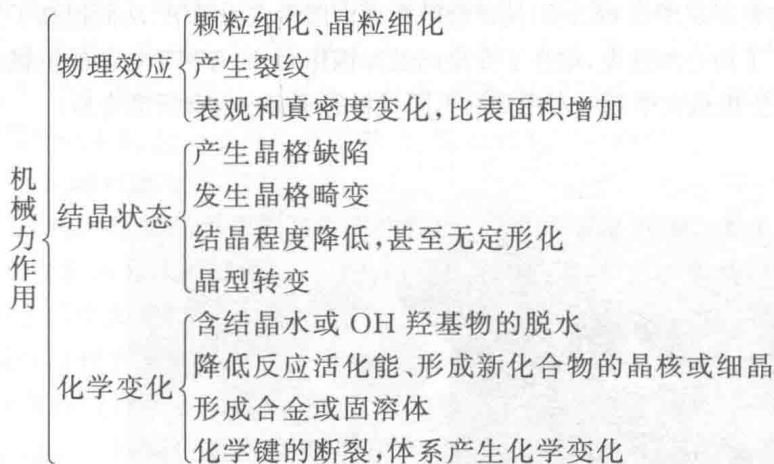 机械力作用
物理效应
颗粒细化、晶粒细化
产生裂纹
表观和真密度变化,比表面积增加
结晶状态
产生晶格缺陷
发生晶格畸变
结晶程度降低,甚至无定形化
晶型转变
化学变化
含结晶水或 OH 羟基物的脱水
降低反应活化能、形成新化合物的晶核或细晶
形成合金或固溶体
化学键的断裂,体系产生化学变化